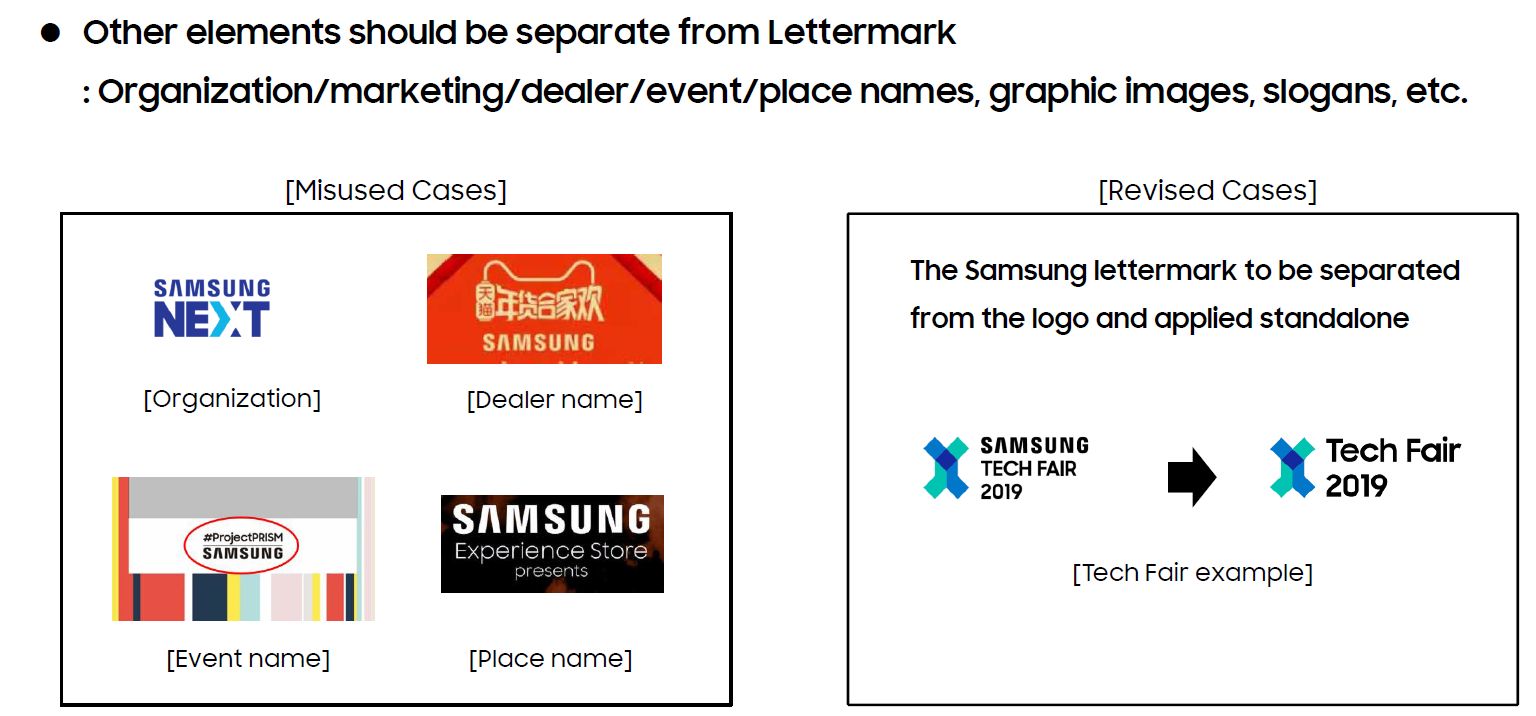 ● Other elements should be separate from Lettermark
: Organization/marketing/dealer/event/place names, graphic images, slogans, etc.
[Misused Cases]
SAMSUNG
NEXT
[Organization]
天猫
年货合家欢
SAMSUNG
[Dealer name]
#ProjectPRISM
SAMSUNG
[Event name]
SAMSUNG
Experience Store
presents
[Place name]
[Revised Cases]
The Samsung lettermark to be separated
from the logo and applied standalone
SAMSUNG
TECH FAIR
2019
Tech Fair
2019
[Tech Fair example]